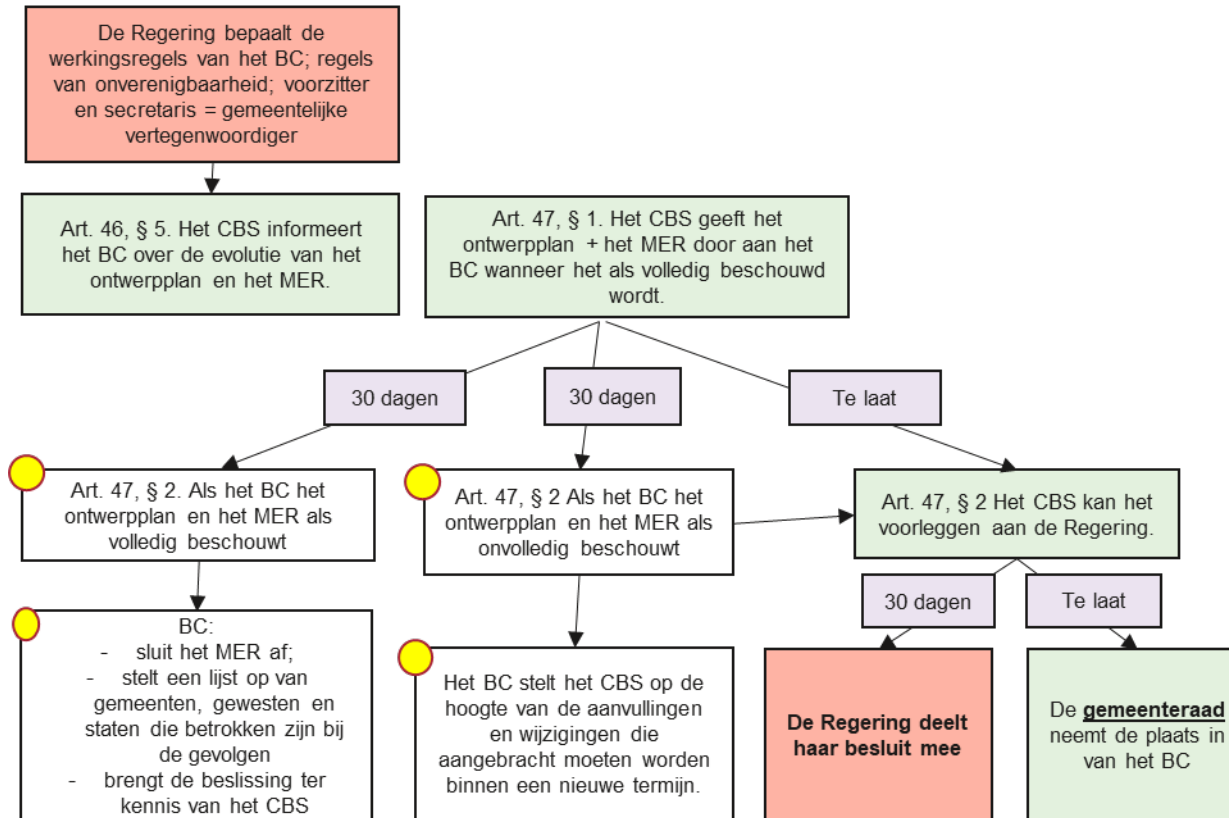 De Regering bepaalt de
werkingsregels van het BC; regels
van onverenigbaarheid; voorzitter
en secretaris = gemeentelijke
vertegenwoordiger
Art. 46, § 5. Het CBS informeert
het BC over de evolutie van het
ontwerpplan en het MER.
Art. 47, § 1. Het CBS geeft het
ontwerpplan + het MER door aan het
BC wanneer het als volledig beschouwd
wordt.
30 dagen
30 dagen
Te laat
Art. 47, § 2. Als het BC het
ontwerpplan en het MER als
volledig beschouwt
Art. 47, § 2 Als het BC het
ontwerpplan en het MER als
onvolledig beschouwt
Art. 47, § 2 Het CBS kan het
voorleggen aan de Regering.
30 dagen
Te laat
BC:
- sluit het MER af;
- stelt een lijst op van
gemeenten, gewesten en
staten die betrokken zijn bij
de gevolgen
- brengt de beslissing ter
kennis van het CBS
Het BC stelt het CBS op de
hoogte van de aanvullingen
en wijzigingen die
aangebracht moeten worden
binnen een nieuwe termijn.
De Regering deelt
haar besluit mee
De gemeenteraad
neemt de plaats in
van het BC